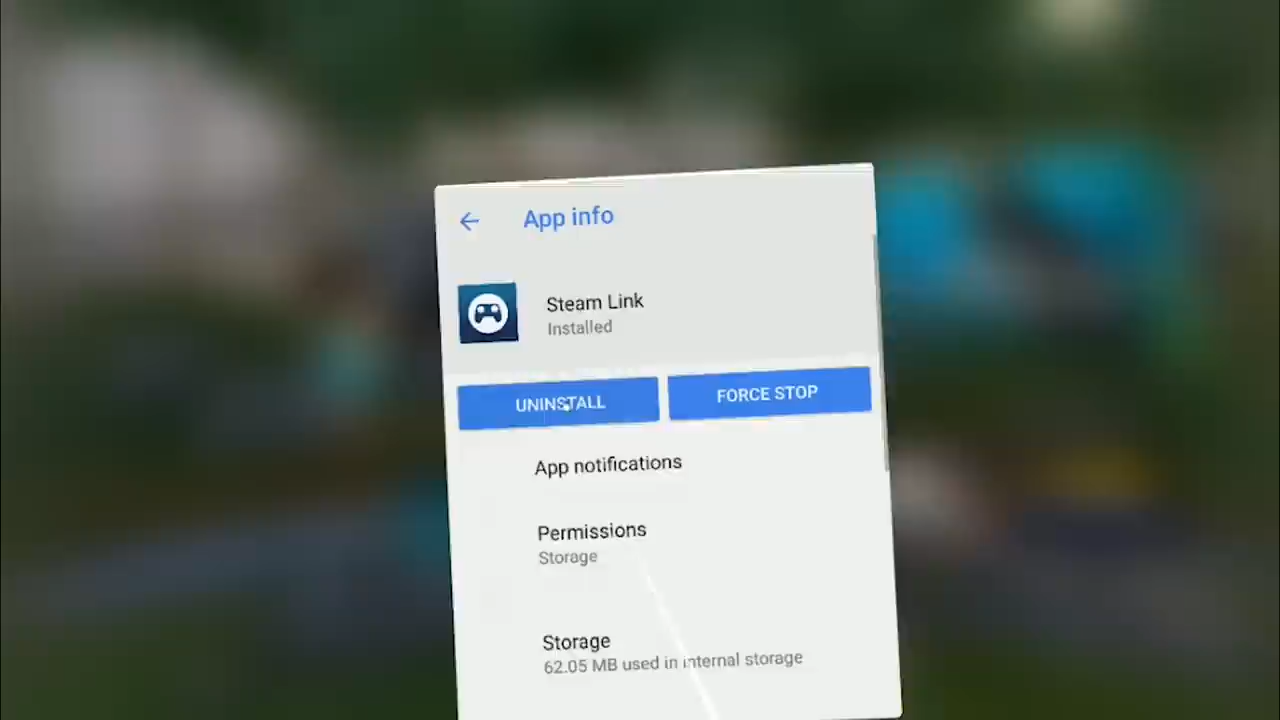 App info
Steam Link
Installed
UNINSTALL
FORCE STOP
App notifications
Permissions
Storage
Storage
62.05 MB used in internal storage